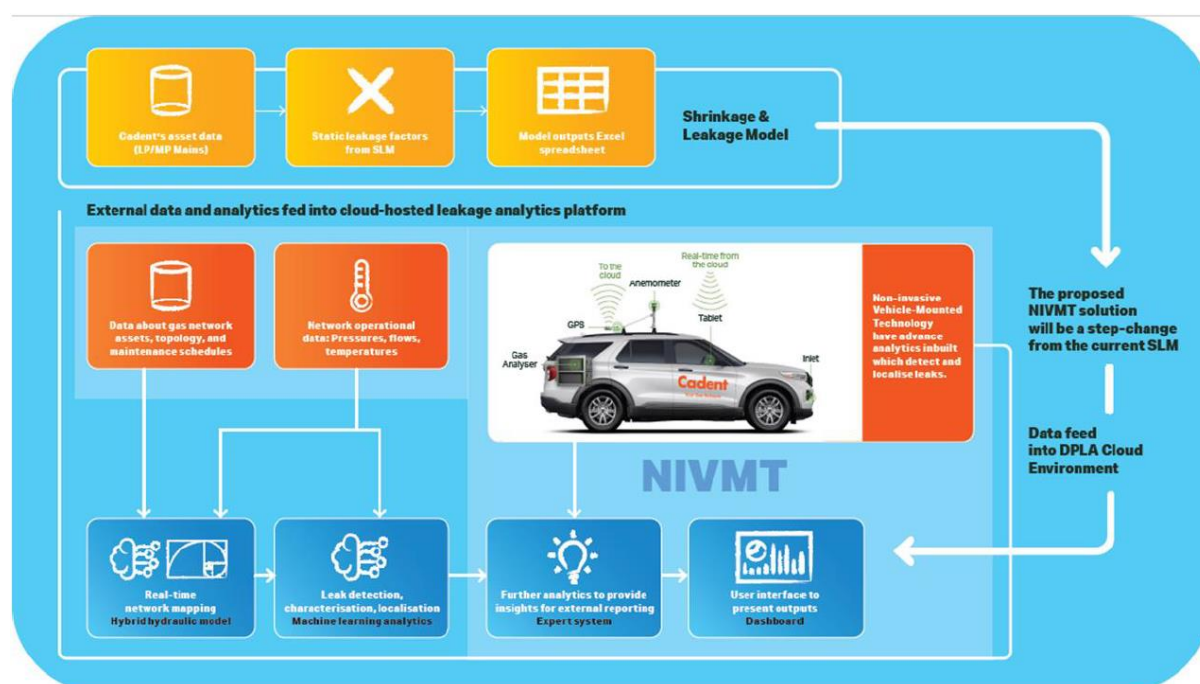 Cadent's asset data
(LP/MP Mains)
Static leakage factors
from SLM
Model outputs Excel
spreadsheet
Shrinkage &
Leakage Model
External data and analytics fed into cloud-hosted leakage analytics platform
Data about gas network
assets, topology, and
maintenance schedules
Network operational
data: Pressures, flows,
temperatures
To the
cloud
Real-time from
the cloud
Anemometer
GPS
Tablet
Gas
Analyser
Inlet
Cadent
Non-invasive
Vehicle-Mounted
Technology
have advance
analytics inbuilt
which detect and
localise leaks.
The proposed
NIVMT solution
will be a step-change
from the current SLM
Data feed
into DPLA Cloud
Environment
NIVMT
Real-time
network mapping
Hybrid hydraulic model
Leak detection,
characterisation, localisation
Machine learning analytics
Further analytics to provide
insights for external reporting
Expert system
User interface to
present outputs
Dashboard